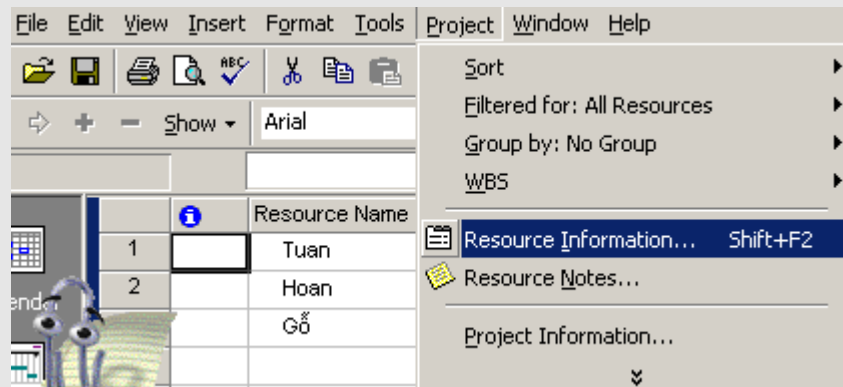 File Edit View Insert Format Tools Project Window Help
ABC
Show Arial
Sort
Filtered for: All Resources
Group by: No Group
WBS
Resource Name
Resource Information... Shift+F2
1 Tuan
2 Hoan
Resource Notes...
Gỗ
Project Information...